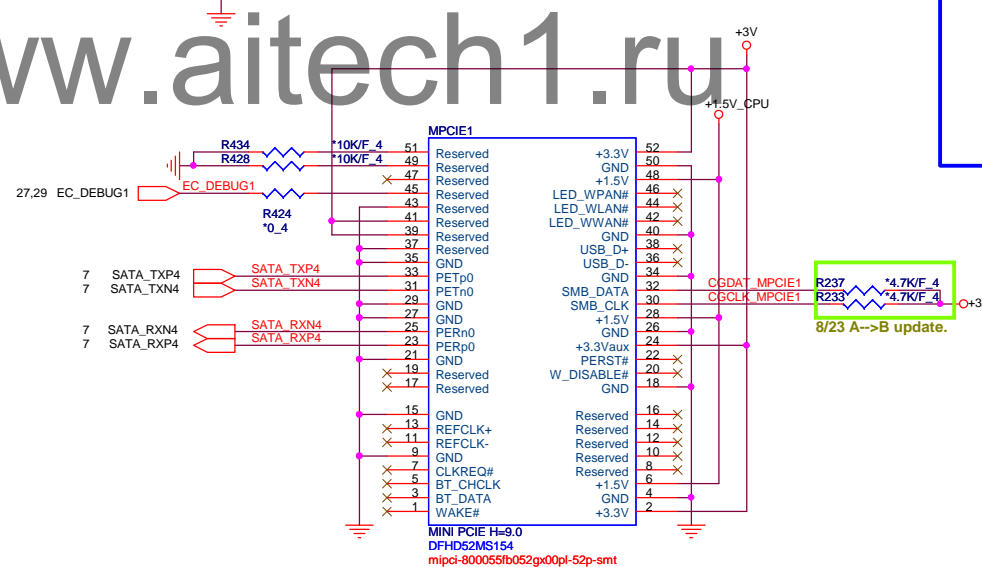 ww.aitech1.ru
+3V
+1.5V_CPU
MPCIE1
R434 *10K/F_4
R428 *10K/F_4
27,29 EC_DEBUG1 EC_DEBUG1
R424
*0_4
7 SATA_TXP4 SATA_TXP4
7 SATA_TXN4 SATA_TXN4
7 SATA_RXN4 SATA_RXN4
7 SATA_RXP4 SATA_RXP4
51 Reserved
49 Reserved
47 Reserved
45 Reserved
43 Reserved
41 Reserved
39 Reserved
37 Reserved
35 GND
33 PETp0
31 PETn0
29 GND
27 GND
25 PERn0
23 PERp0
21 GND
19 Reserved
17 Reserved
15 GND
13 REFCLK+
11 REFCLK-
9 GND
7 CLKREQ#
5 BT_CHCLK
3 BT_DATA
1 WAKE#
+3.3V 52
GND 50
+1.5V 48
LED_WPAN# 46
LED_WLAN# 44
LED_WWAN# 42
GND 40
USB_D+ 38
USB_D- 36
GND 34
SMB_DATA 32
SMB_CLK 30
+1.5V 28
GND 26
+3.3Vaux 24
PERST# 22
W_DISABLE# 20
GND 18
Reserved 16
Reserved 14
Reserved 12
Reserved 10
Reserved 8
+1.5V 6
GND 4
+3.3V 2
CGDAT_MPCIE1 R237 *4.7K/F_4
CGCLK_MPCIE1 R233 *4.7K/F_4
+3
8/23 A-->B update.
MINI PCIE H=9.0
DFHD52MS154
mipci-800055fb052gx00pl-52p-smt